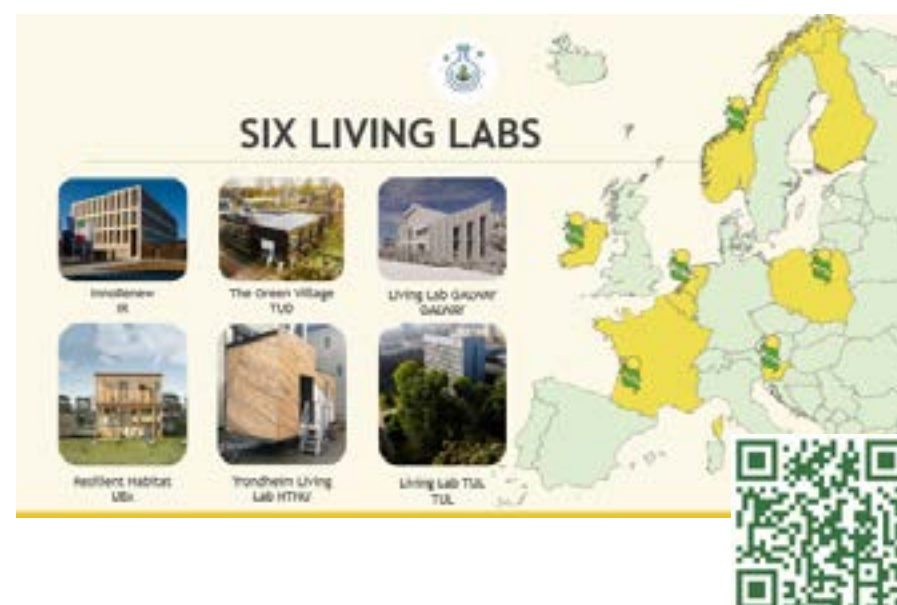 SIX LIVING LABS
InnoRenew
IR
The Green Village
TUD
Living Lab GALWAY
GALWAY
Resilient Habitat
UBx
Trondheim Living
Lab NTNU
Living Lab TUL
TUL